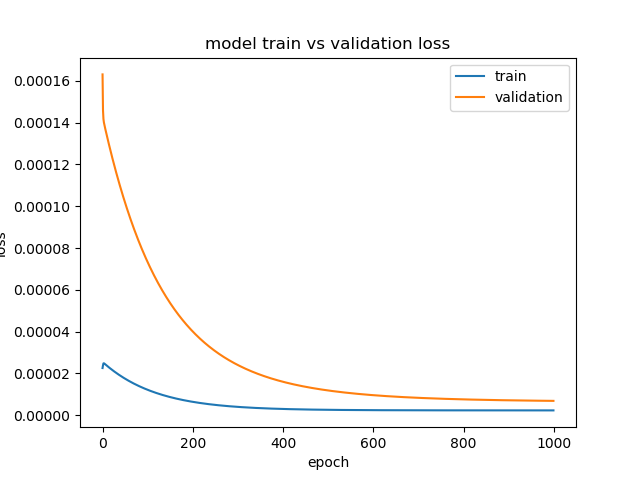 model train vs validation loss
train
validation
0.00016
0.00014
0.00012
0.00010
0.00008
0.00006
0.00004
0.00002
0.00000
loss
0 200 400 600 800 1000
epoch